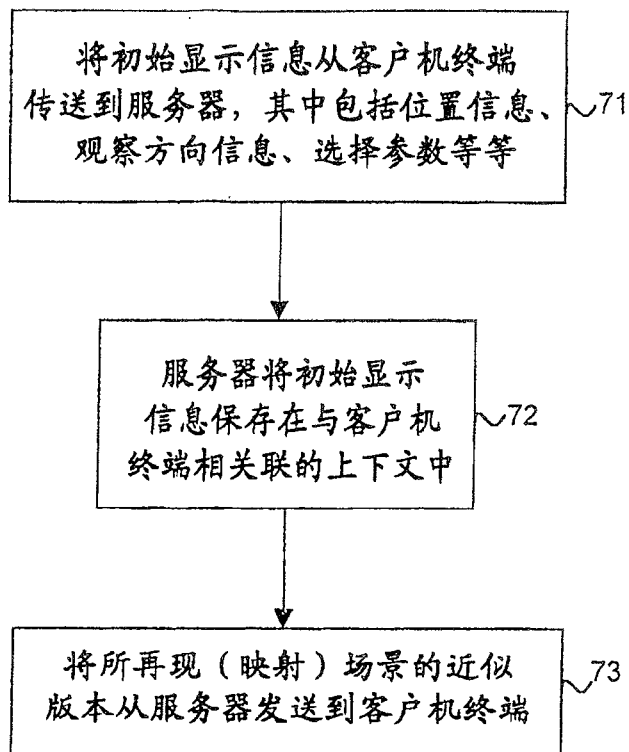 将初始显示信息从客户机终端
传送到服务器，其中包括位置信息、
观察方向信息、选择参数等等
71
服务器将初始显示
信息保存在与客户机
终端相关联的上下文中
72
将所再现（映射）场景的近似
版本从服务器发送到客户机终端
73